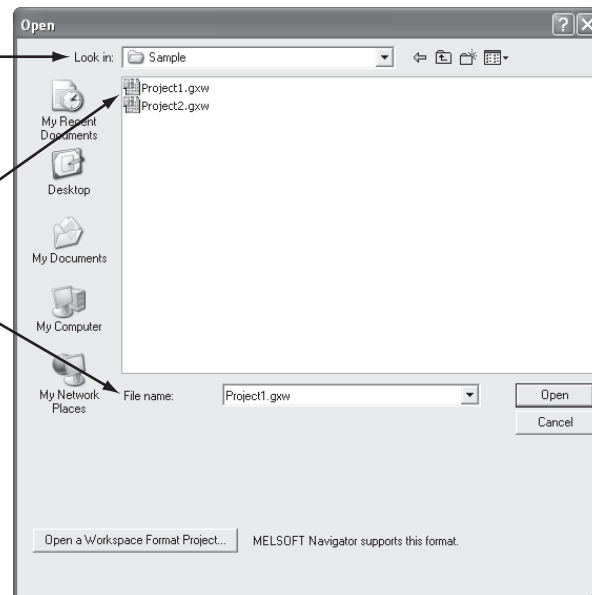 Open
Look in: Sample
Project1.gxw
Project2.gxw
My Recent
Documents
Desktop
My Documents
My Computer
My Network
Places
File name: Project1.gxw Open
Cancel
Open a Workspace Format Project... MELSOFT Navigator supports this format.